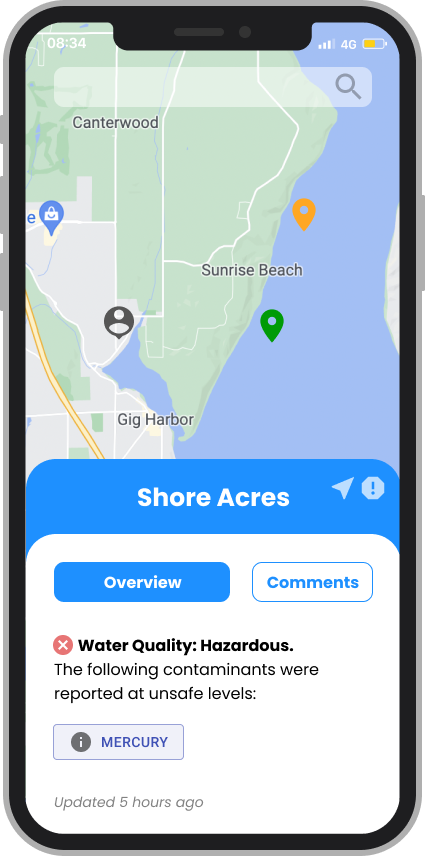 08:34
4G
Canterwood
e
Sunrise Beach
Gig Harbor
Shore Acres
Overview
Comments
Water Quality: Hazardous.
The following contaminants were
reported at unsafe levels:
MERCURY
Updated 5 hours ago